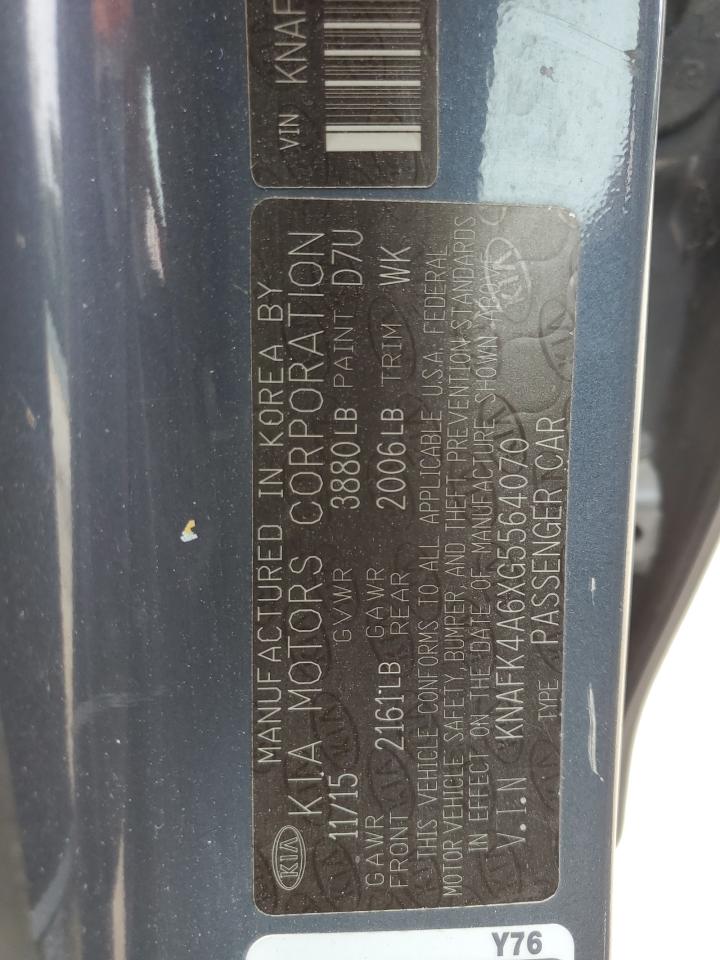 VIN KNAF
MANUFACTURED IN KOREA BY
KIA MOTORS CORPORATION
KIA
11/15 GVWR 3880LB PAINT D7U
GAWR FRONT 2161LB GAWR REAR 2006LB TRIM WK
THIS VEHICLE CONFORMS TO ALL APPLICABLE U.S.A. FEDERAL
MOTOR VEHICLE SAFETY, BUMPER AND THEFT PREVENTION STANDARDS
IN EFFECT ON THE DATE OF MANUFACTURE SHOWN ABOVE
V.I.N KNAFK4A6XG5564070
TYPE PASSENGER CAR
KIA
Y76